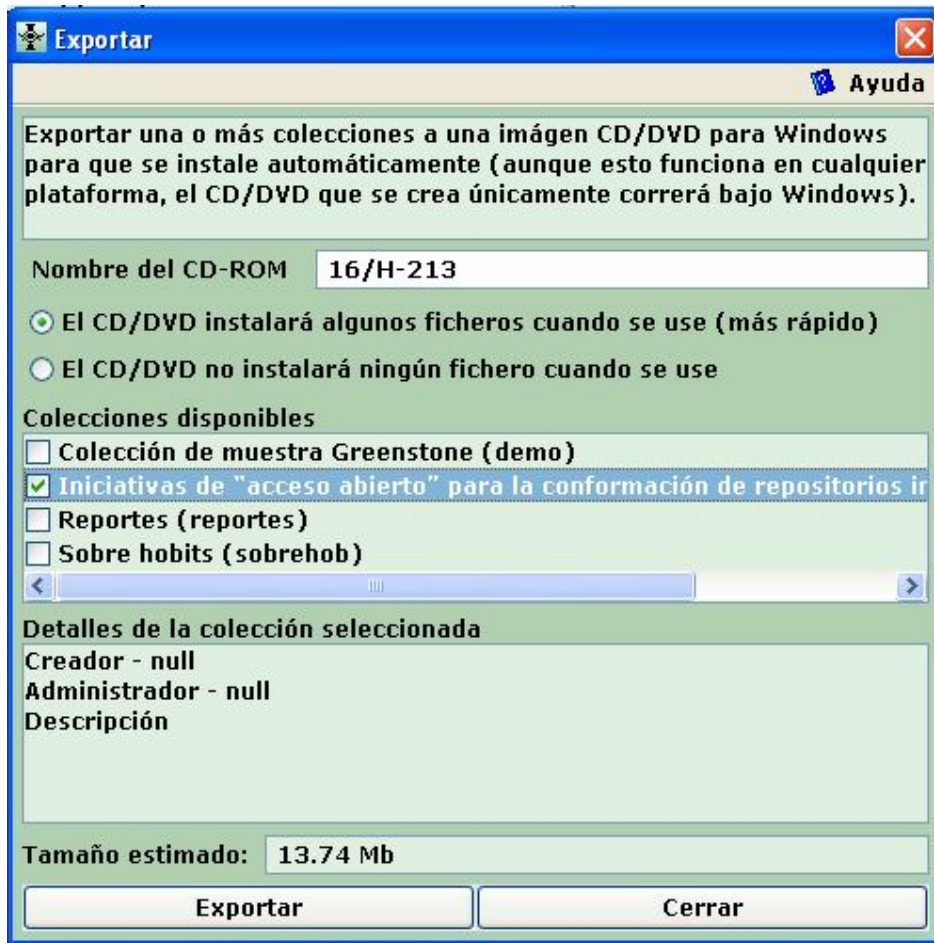 Exportar
Ayuda
Exportar una o más colecciones a una imágen CD/DVD para Windows
para que se instale automáticamente (aunque esto funciona en cualquier
plataforma, el CD/DVD que se crea únicamente correrá bajo Windows).
Nombre del CD-ROM 16/H-213
El CD/DVD instalará algunos ficheros cuando se use (más rápido)
El CD/DVD no instalará ningún fichero cuando se use
Colecciones disponibles
Colección de muestra Greenstone (demo)
Iniciativas de "acceso abierto" para la conformación de repositorios
Reportes (reportes)
Sobre hobits (sobrehob)
Detalles de la colección seleccionada
Creador - null
Administrador - null
Descripción
Tamaño estimado: 13.74 Mb
Exportar Cerrar